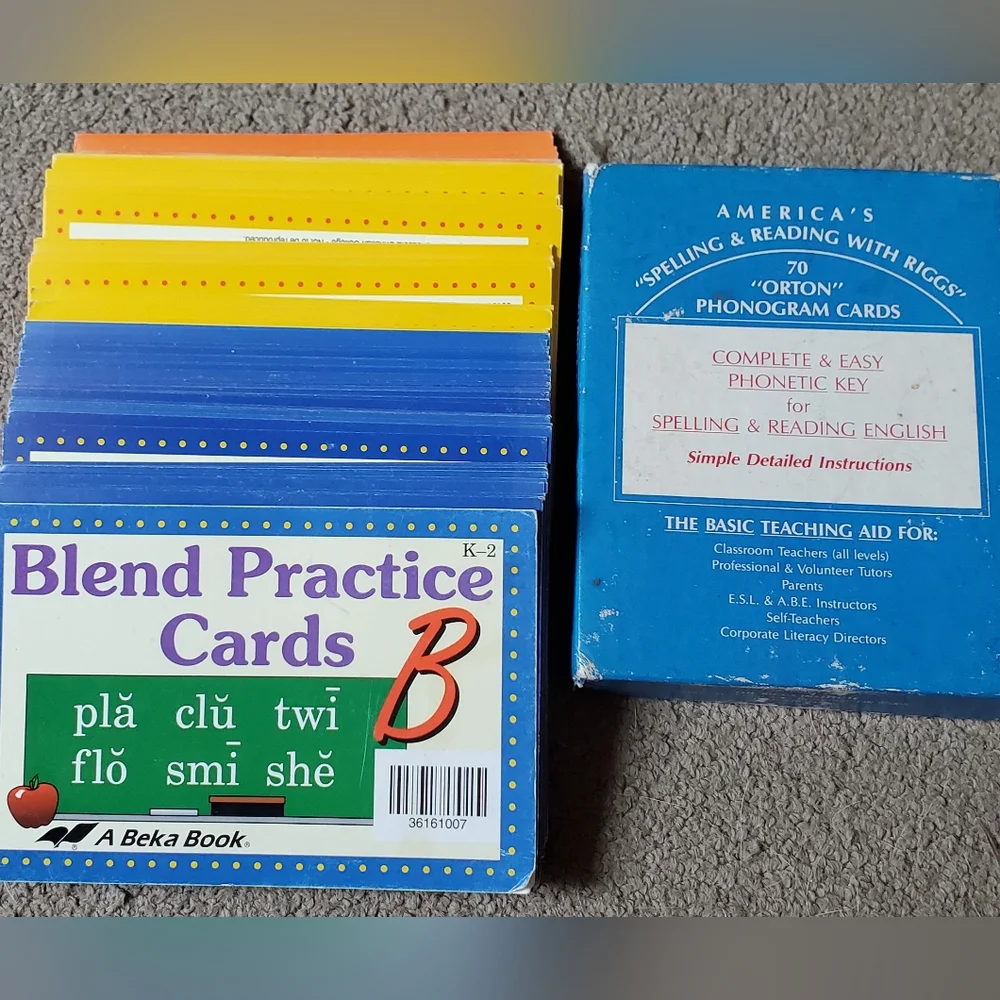 Blend Practice
Cards
K–2
B
plă clŭ twī
flŏ smī shĕ
A BEKA BOOK®
36161007
AMERICA'S
"SPELLING & READING WITH RIGGS"
70
"ORTON"
PHONOGRAM CARDS
COMPLETE & EASY
PHONETIC KEY
for
SPELLING & READING ENGLISH
Simple Detailed Instructions
THE BASIC TEACHING AID FOR:
Classroom Teachers (all levels)
Professional & Volunteer Tutors
Parents
E.S.L. & A.B.E. Instructors
Self-Teachers
Corporate Literacy Directors